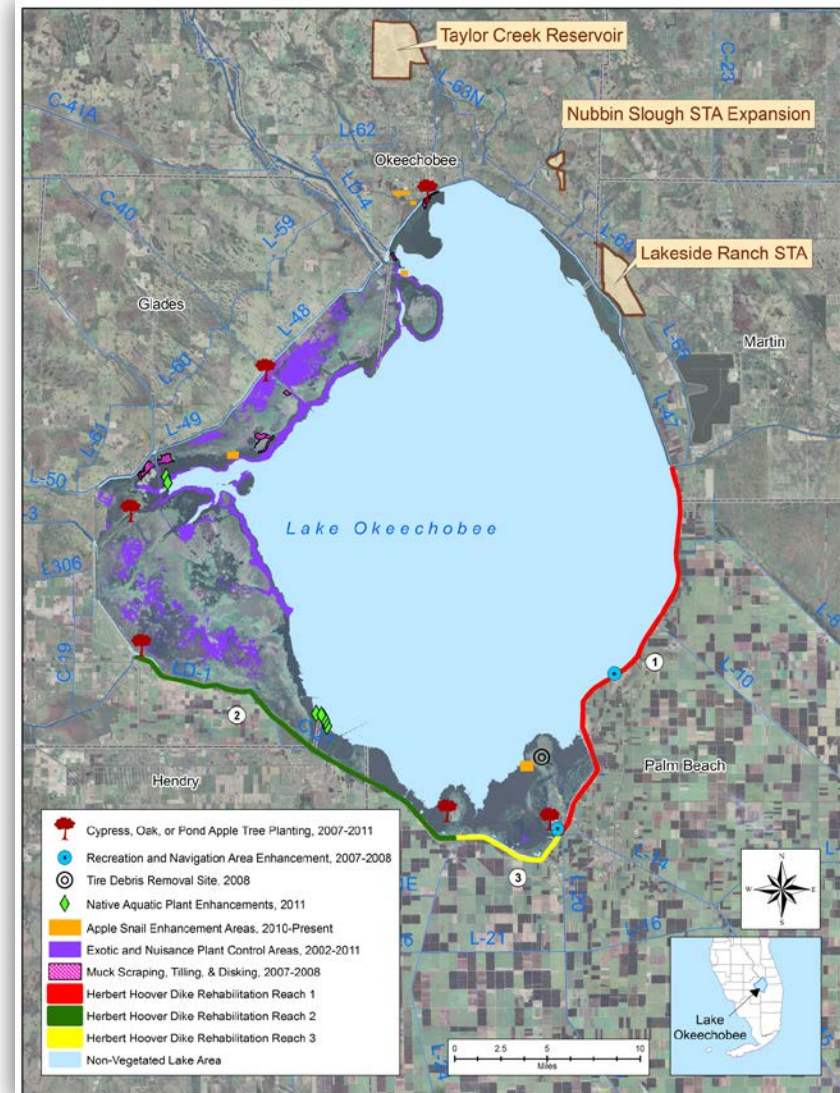 Taylor Creek Reservoir
C-23
L-63N
C-41A
Nubbin Slough STA Expansion
L-62
Okeechobee
LD-4
C-40
L-59
L-64
Lakeside Ranch STA
Glades
L-48
Martin
L-65
L-60
L-47
L-49
L-61
L-50
-3
Lake Okeechobee
L306
C-19
LD-1
1
L-10
2
Palm Beach
Hendry
3
L-14
L-20
L-16
L-21
Cypress, Oak, or Pond Apple Tree Planting, 2007-2011
Recreation and Navigation Area Enhancement, 2007-2008
Tire Debris Removal Site, 2008
Native Aquatic Plant Enhancements, 2011
Apple Snail Enhancement Areas, 2010-Present
Exotic and Nuisance Plant Control Areas, 2002-2011
Muck Scraping, Tilling, & Disking, 2007-2008
Herbert Hoover Dike Rehabilitation Reach 1
Herbert Hoover Dike Rehabilitation Reach 2
Herbert Hoover Dike Rehabilitation Reach 3
Non-Vegetated Lake Area
N
W E
S
0 2.5 5 10
Miles
Lake
Okeechobee